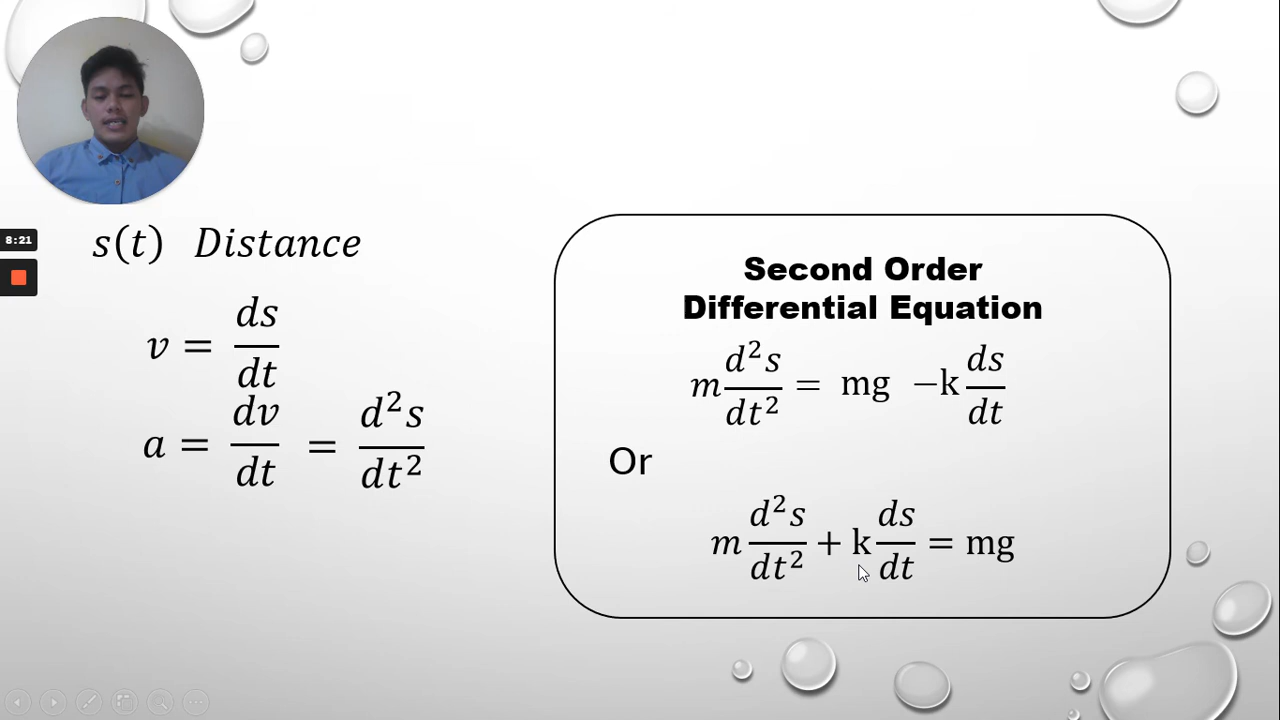 8:21
s(t) Distance
v = ds/dt
a = dv/dt = d²s/dt²
Second Order
Differential Equation
m d²s/dt² = mg −k ds/dt
Or
m d²s/dt² + k ds/dt = mg